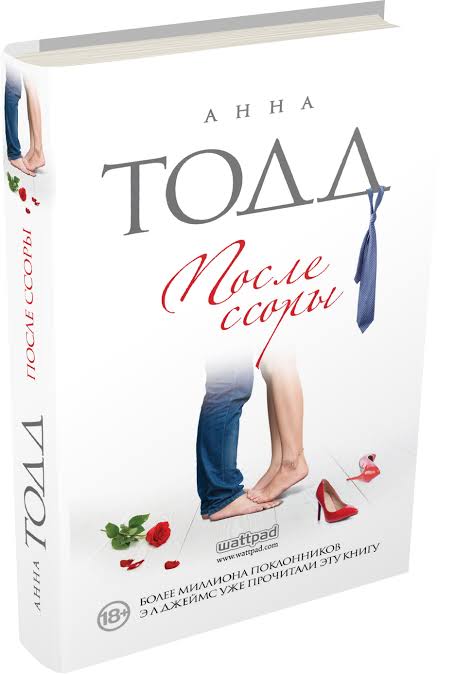 АННА
ТОДД
После
ссоры
wattpad
www.wattpad.com
18+
БОЛЕЕ МИЛЛИОНА ПОКЛОННИКОВ
Э Л ДЖЕЙМС УЖЕ ПРОЧИТАЛИ ЭТУ КНИГУ
АННА ТОДД ПОСЛЕ ССОРЫ